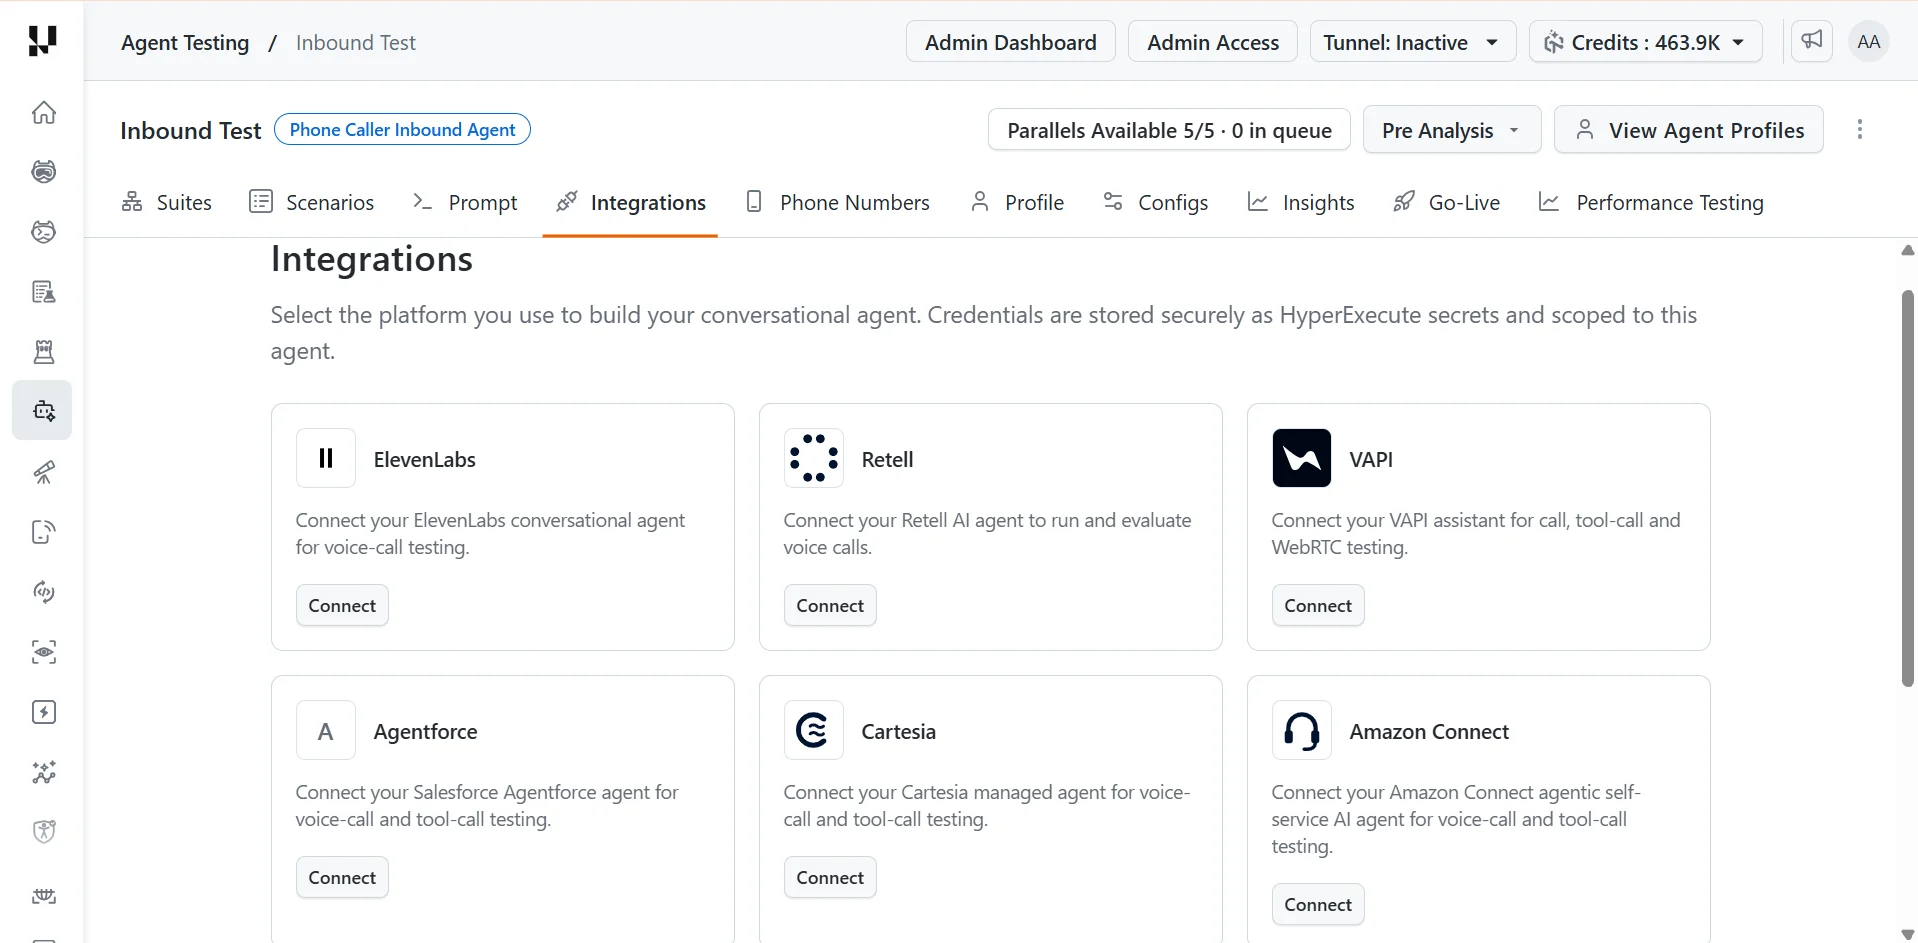 Agent Testing / Inbound Test
Admin Dashboard
Admin Access
Tunnel: Inactive
Credits : 463.9K
AA
Inbound Test
Phone Caller Inbound Agent
Parallels Available 5/5 · 0 in queue
Pre Analysis
View Agent Profiles
Suites
Scenarios
Prompt
Integrations
Phone Numbers
Profile
Configs
Insights
Go-Live
Performance Testing
Integrations
Select the platform you use to build your conversational agent. Credentials are stored securely as HyperExecute secrets and scoped to this
agent.
ElevenLabs
Connect your ElevenLabs conversational agent
for voice-call testing.
Connect
Retell
Connect your Retell AI agent to run and evaluate
voice calls.
Connect
VAPI
Connect your VAPI assistant for call, tool-call and
WebRTC testing.
Connect
A
Agentforce
Connect your Salesforce Agentforce agent for
voice-call and tool-call testing.
Connect
Cartesia
Connect your Cartesia managed agent for voice-
call and tool-call testing.
Connect
Amazon Connect
Connect your Amazon Connect agentic self-
service AI agent for voice-call and tool-call
testing.
Connect